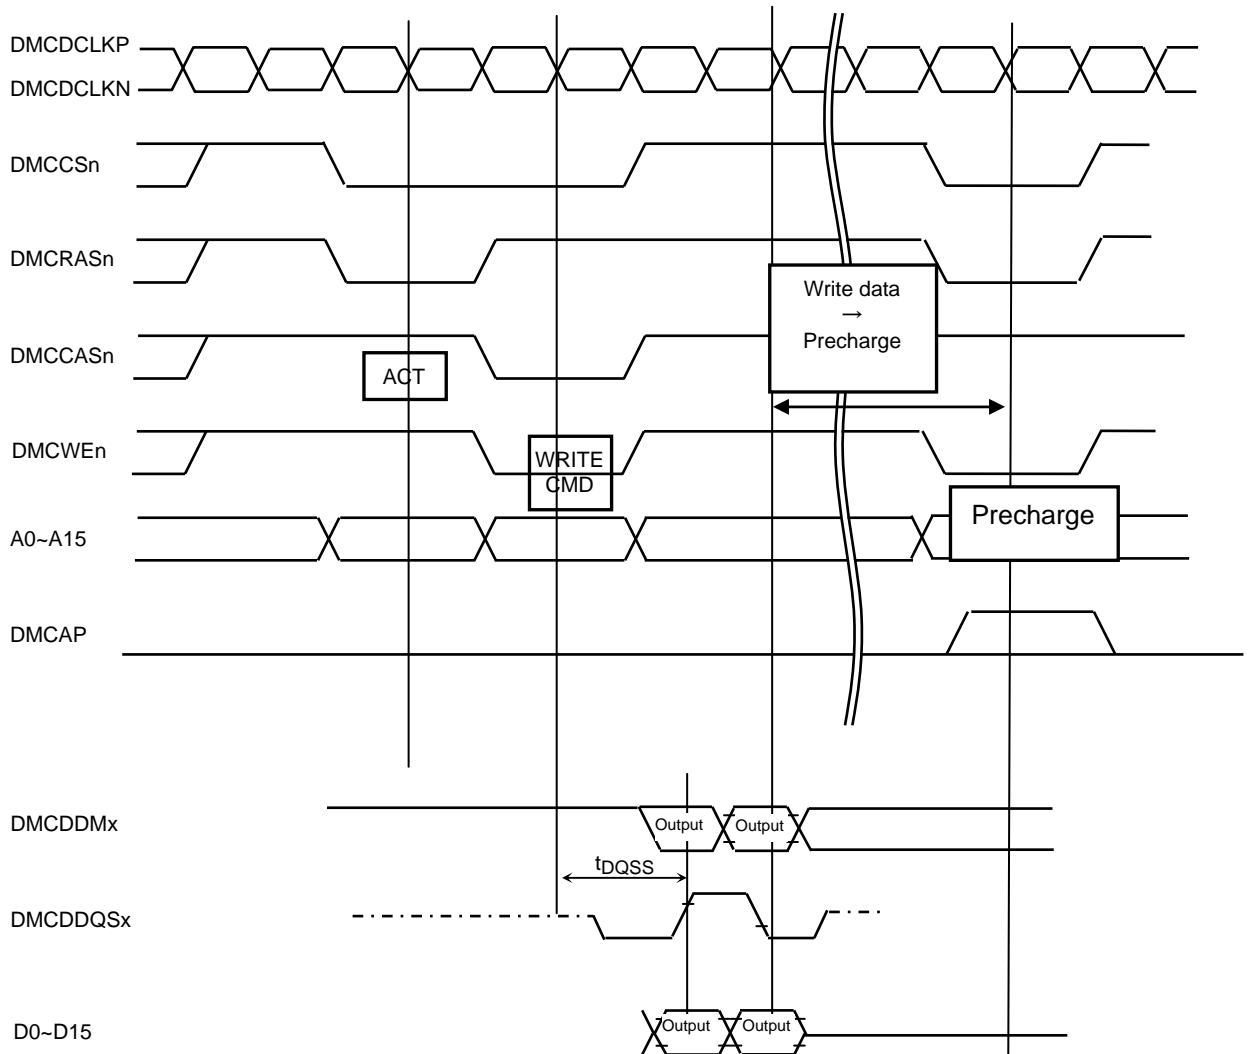 DMCDCLKP
DMCDCLKN
DMCCSn
DMCRASn
Write data
→
Precharge
DMCCASn
ACT
DMCWEn
WRITE
CMD
Precharge
A0~A15
DMCAP
DMCDDMx
Output Output
tDQSS
DMCDDQSx
D0~D15
Output Output